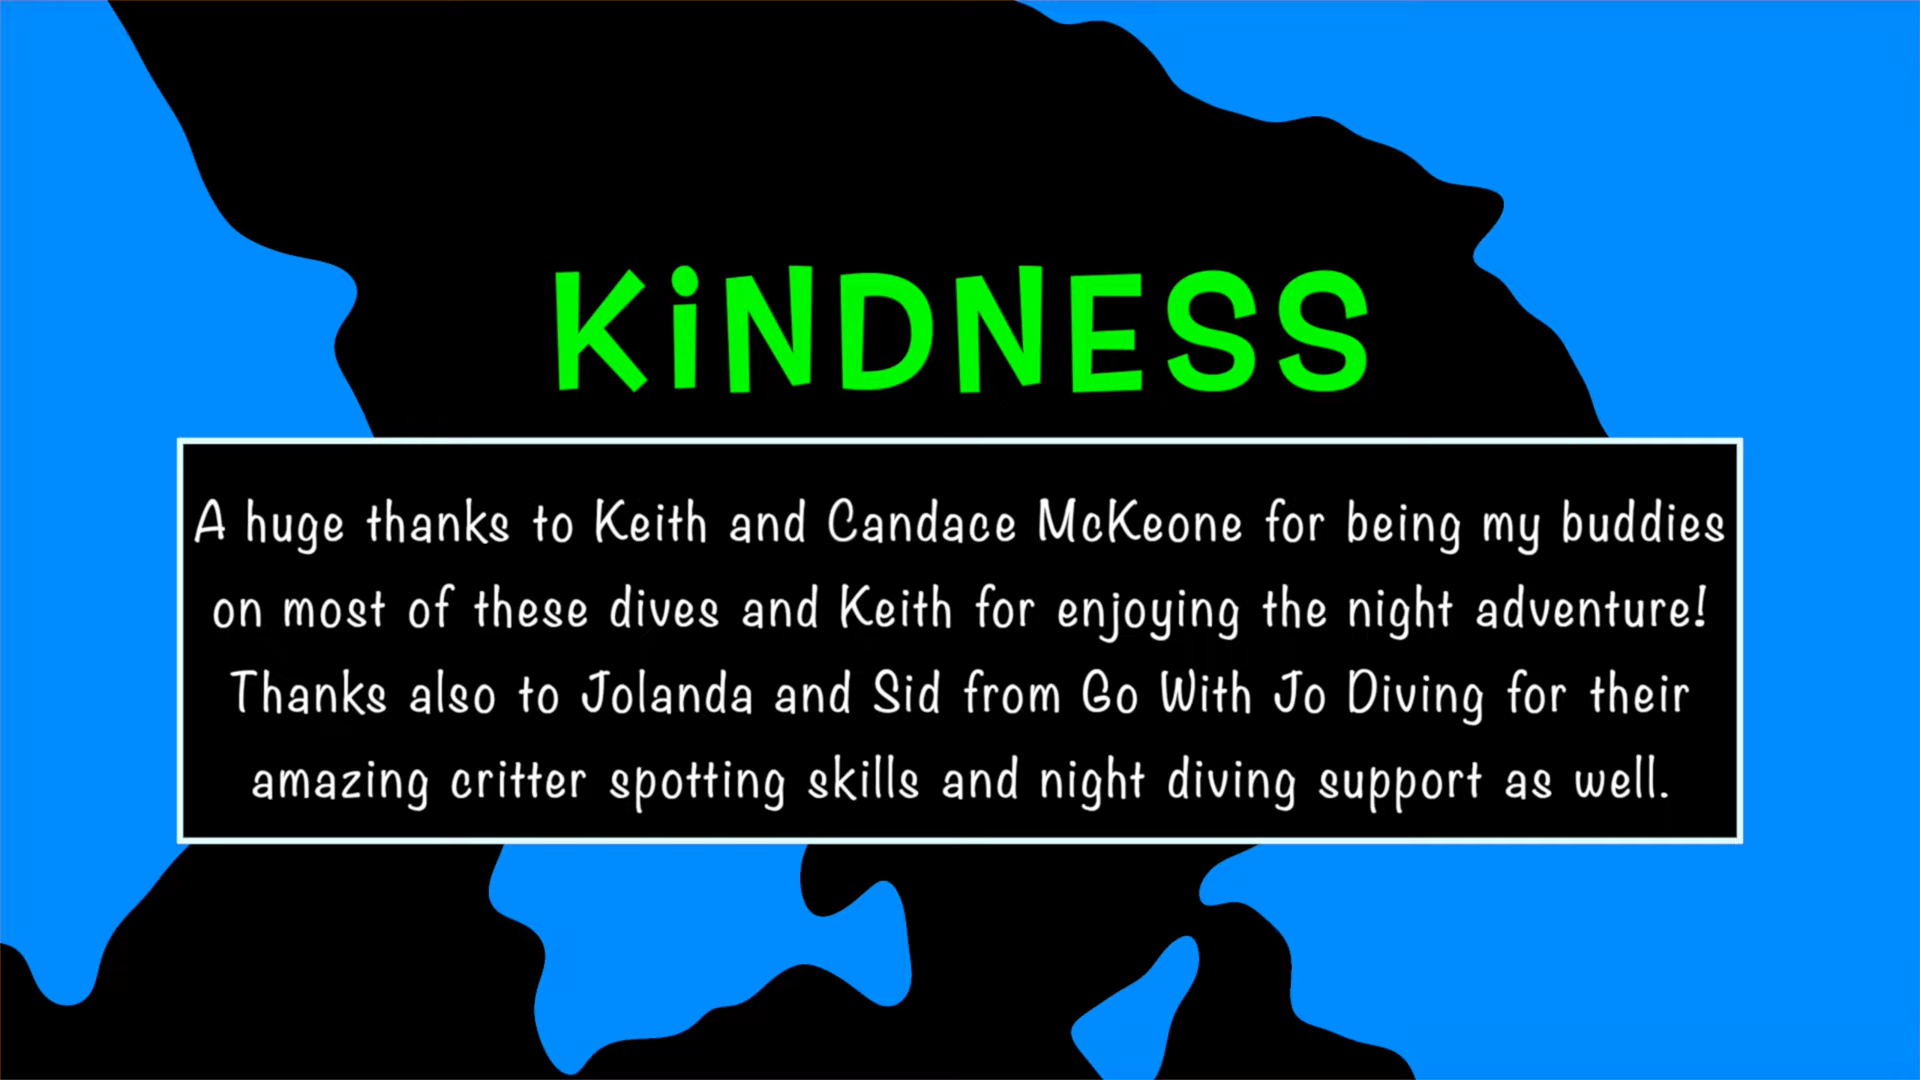 KiNDNESS
A huge thanks to Keith and Candace McKeone for being my buddies
on most of these dives and Keith for enjoying the night adventure!
Thanks also to Jolanda and Sid from Go With Jo Diving for their
amazing critter spotting skills and night diving support as well.